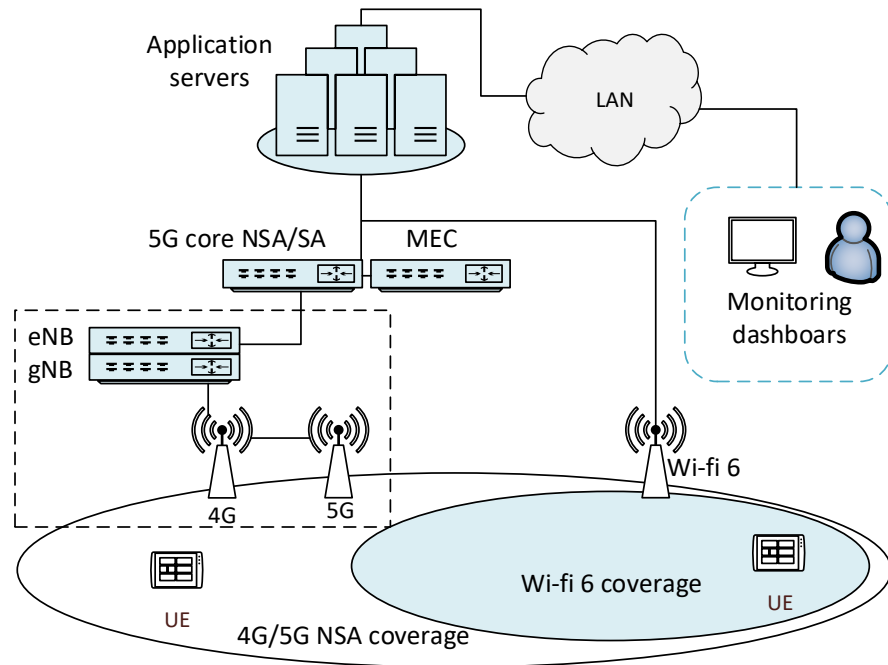 Application
servers
LAN
5G core NSA/SA
MEC
Monitoring
dashboars
eNB
gNB
4G
5G
Wi-fi 6
UE
Wi-fi 6 coverage
UE
4G/5G NSA coverage